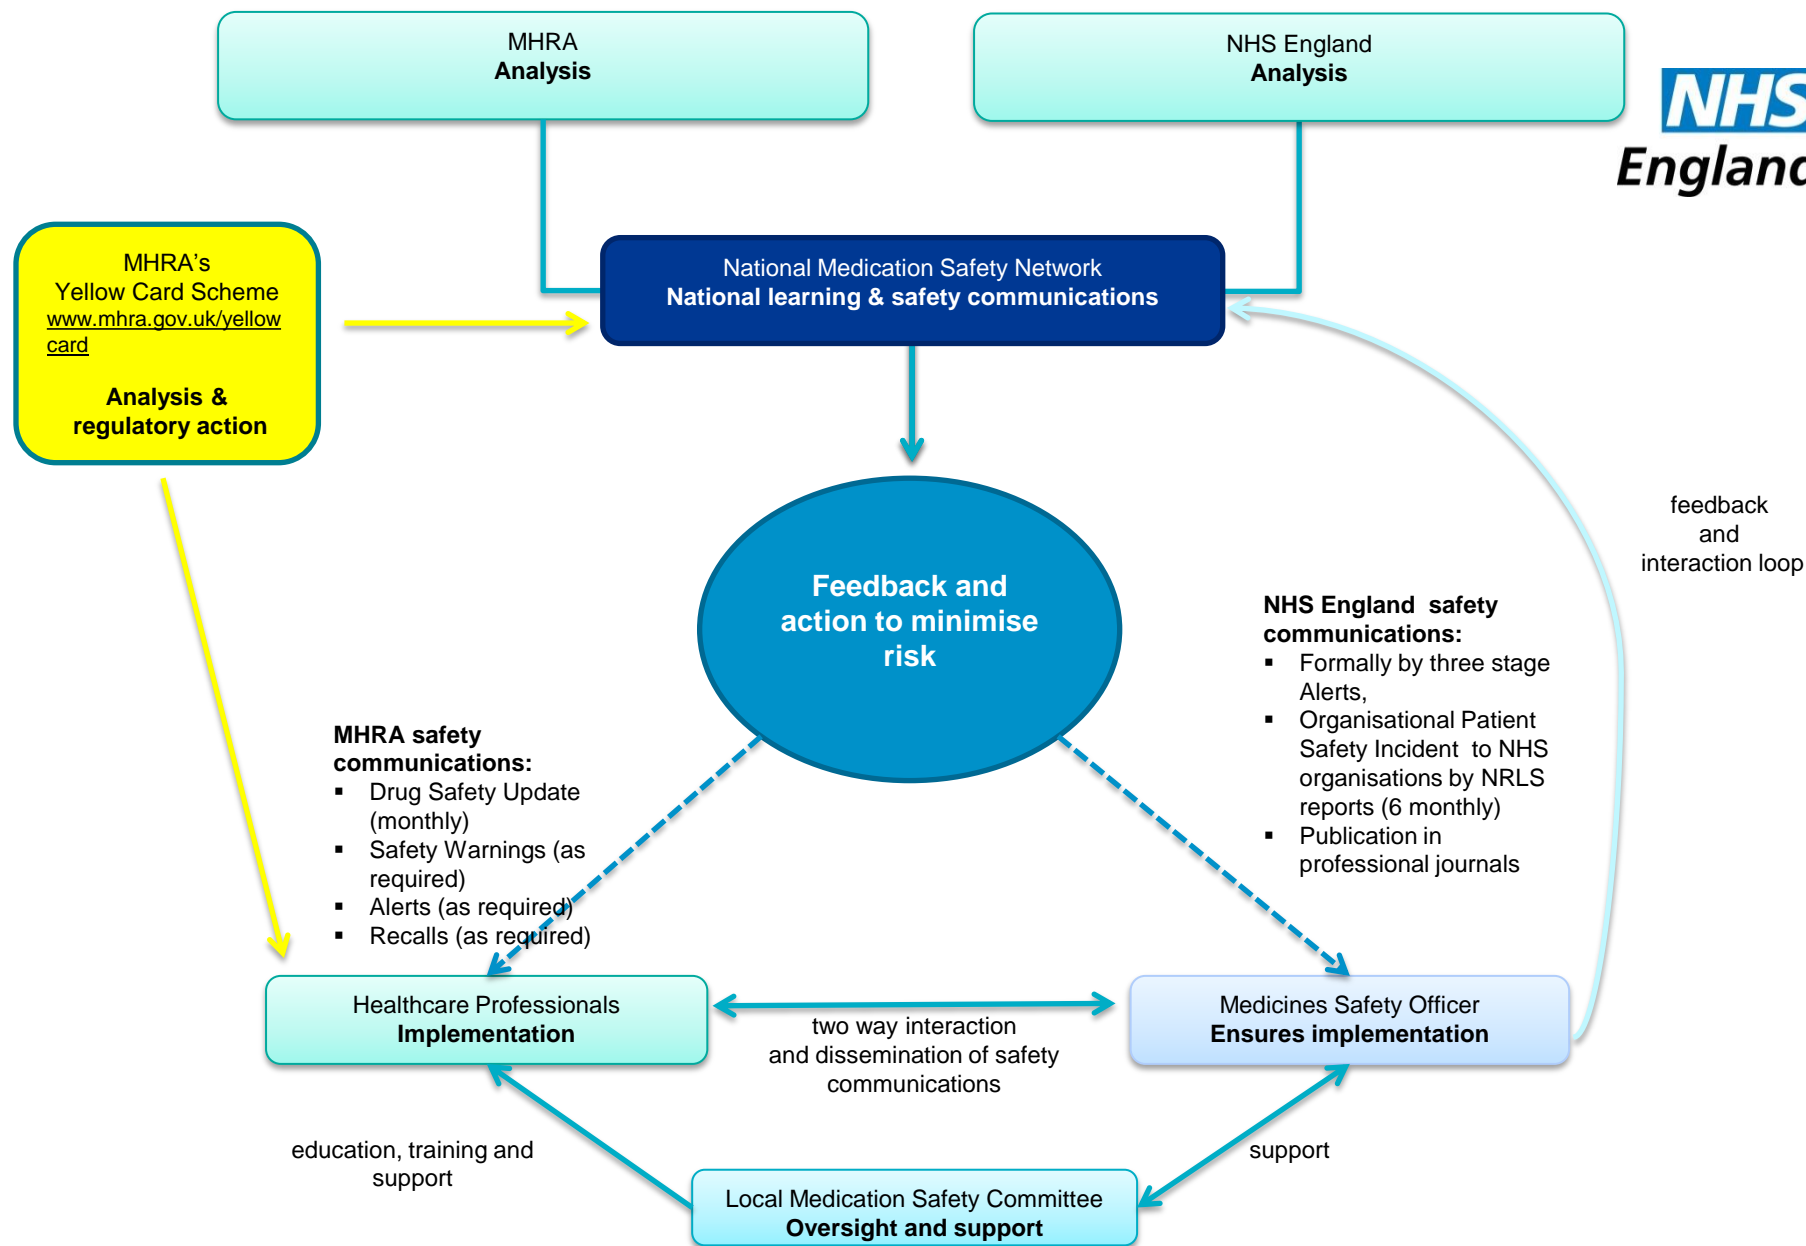 MHRA
Analysis
NHS England
Analysis
NHS
England
MHRA's
Yellow Card Scheme
www.mhra.gov.uk/yellow
card
Analysis &
regulatory action
National Medication Safety Network
National learning & safety communications
feedback
and
interaction loop
Feedback and
action to minimise
risk
NHS England  safety
communications:
▪ Formally by three stage
Alerts,
▪ Organisational Patient
Safety Incident  to NHS
organisations by NRLS
reports (6 monthly)
▪ Publication in
professional journals
MHRA safety
communications:
▪ Drug Safety Update
(monthly)
▪ Safety Warnings (as
required)
▪ Alerts (as required)
▪ Recalls (as required)
Healthcare Professionals
Implementation
two way interaction
and dissemination of safety
communications
Medicines Safety Officer
Ensures implementation
education, training and
support
support
Local Medication Safety Committee
Oversight and support